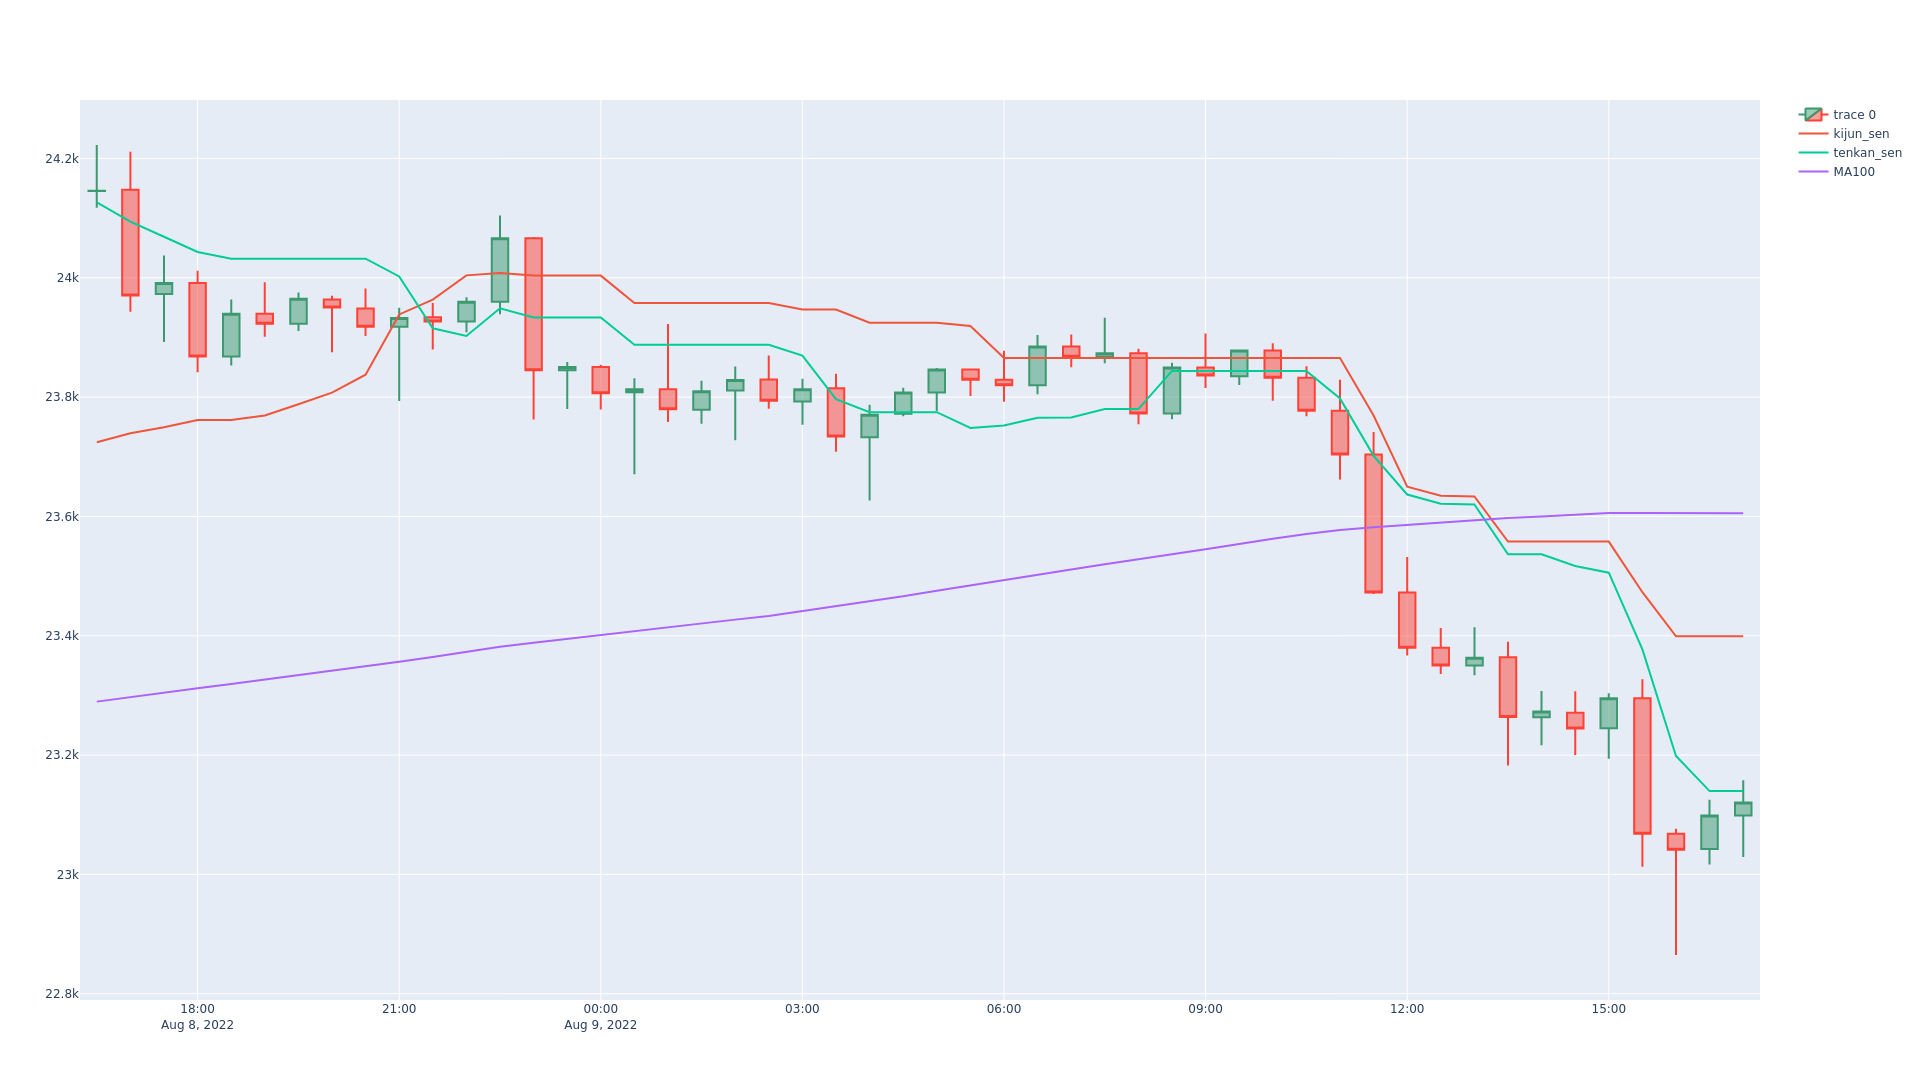 trace 0
kijun_sen
tenkan_sen
MA100
24.2k
24k
23.8k
23.6k
23.4k
23.2k
23k
22.8k
18:00 21:00 00:00 03:00 06:00 09:00 12:00 15:00
Aug 8, 2022 Aug 9, 2022